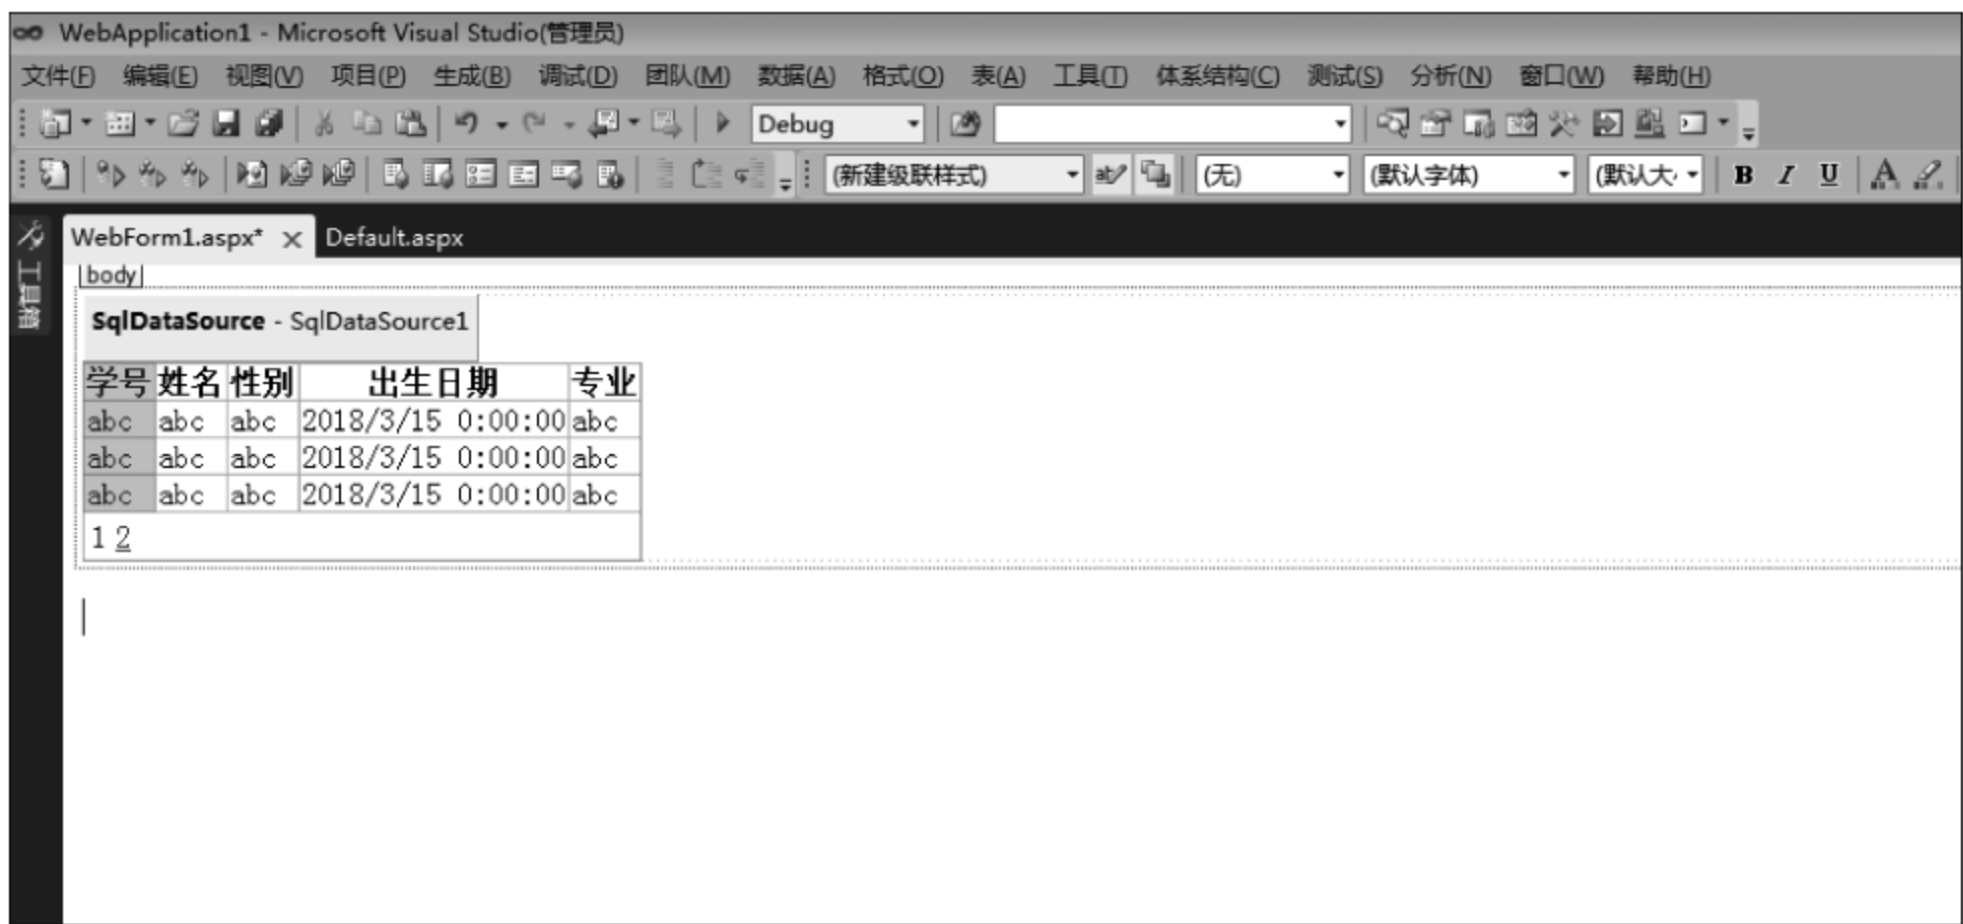 WebApplication1 - Microsoft Visual Studio(管理员)
文件(F) 编辑(E) 视图(V) 项目(P) 生成(B) 调试(D) 团队(M) 数据(A) 格式(O) 表(A) 工具(T) 体系结构(C) 测试(S) 分析(N) 窗口(W) 帮助(H)
Debug
(新建级联样式) (无) (默认字体) (默认大 B I U A
WebForm1.aspx* Default.aspx
工具箱
body
SqlDataSource - SqlDataSource1
学号 姓名 性别 出生日期 专业
abc abc abc 2018/3/15 0:00:00 abc
abc abc abc 2018/3/15 0:00:00 abc
abc abc abc 2018/3/15 0:00:00 abc
1 2